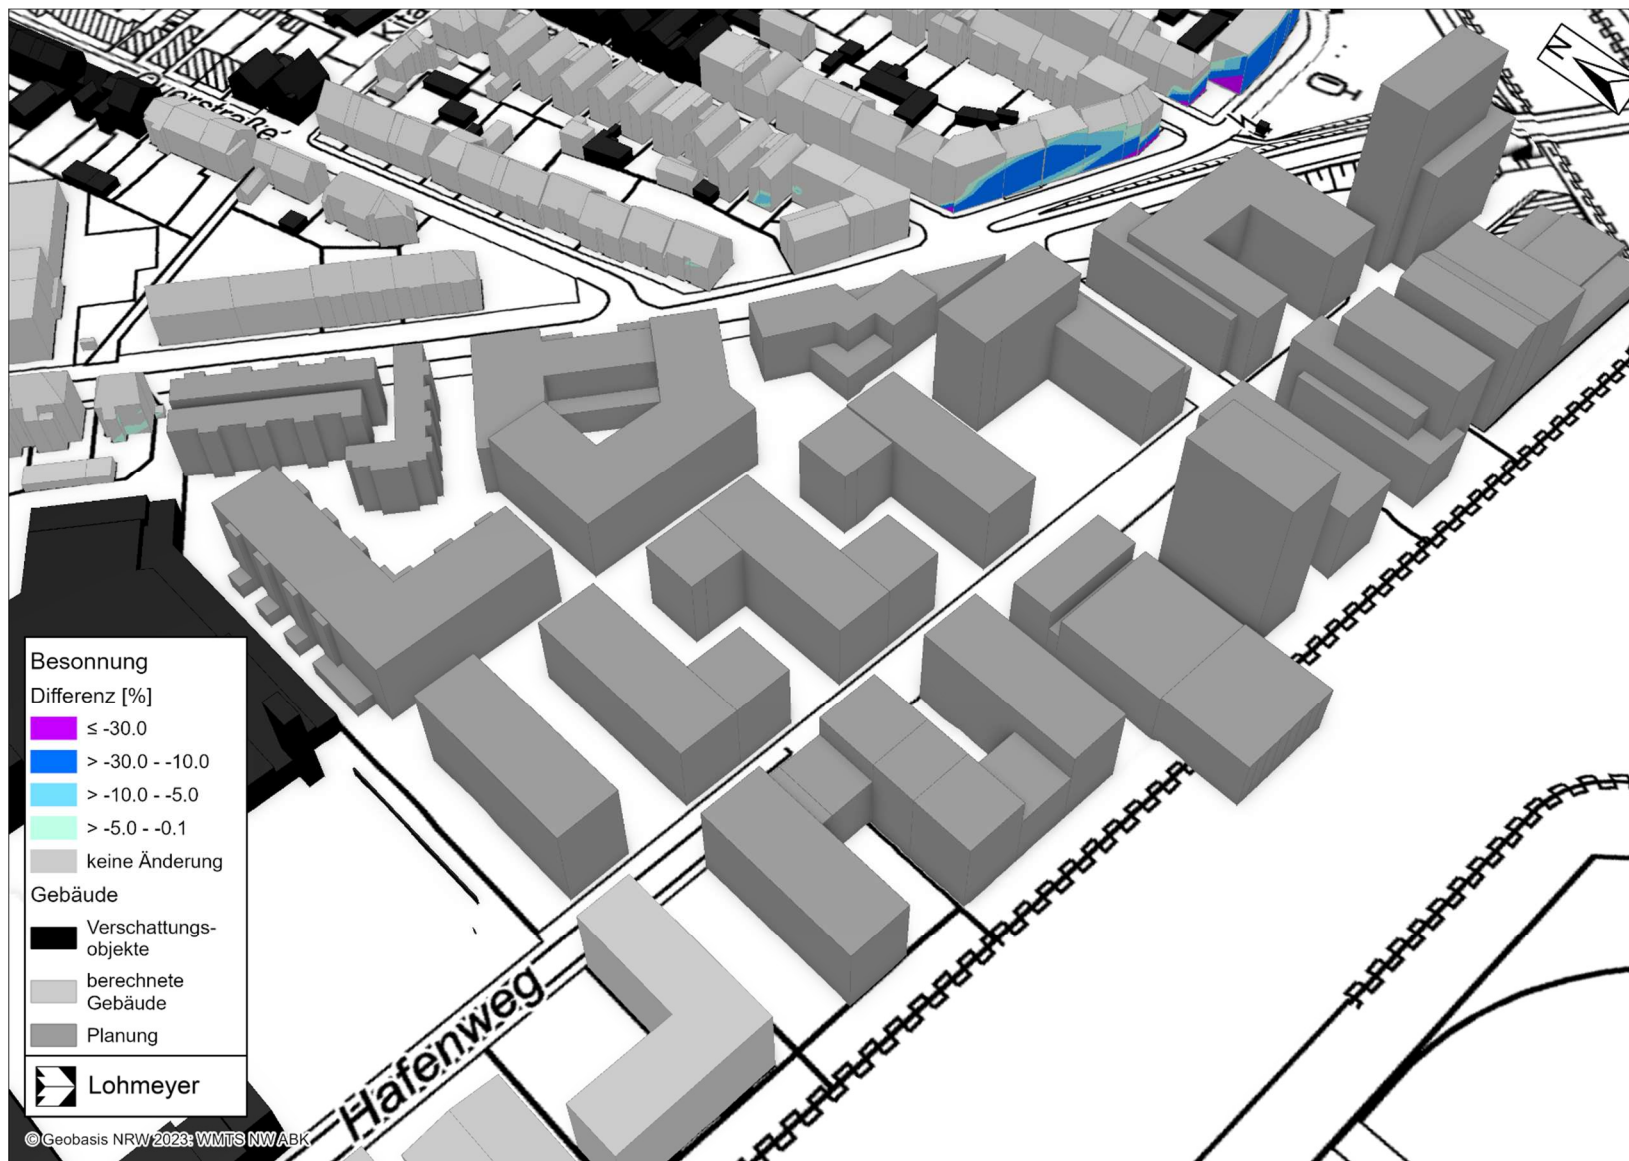 Besonnung
Differenz [%]
≤ -30.0
> -30.0 - -10.0
> -10.0 - -5.0
> -5.0 - -0.1
keine Änderung
Gebäude
Verschattungs-
objekte
berechnete
Gebäude
Planung
Lohmeyer
© Geobasis NRW 2023: WMTS NW ABK
Hafenweg
N